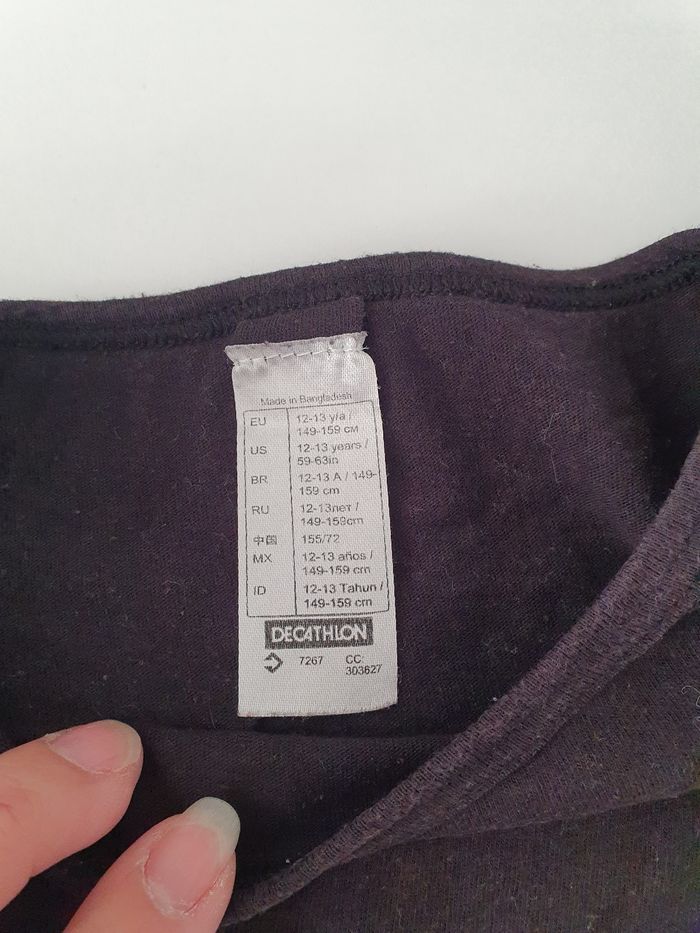 Made in Bangladesh
EU 12-13 y/a /
149-159 см
US 12-13 years /
59-63in
BR 12-13 A / 149-
159 cm
RU 12-13лет /
149-159cm
中国 155/72
MX 12-13 años /
149-159 cm
ID 12-13 Tahun /
149-159 cm
DECATHLON
7267 CC:
303627